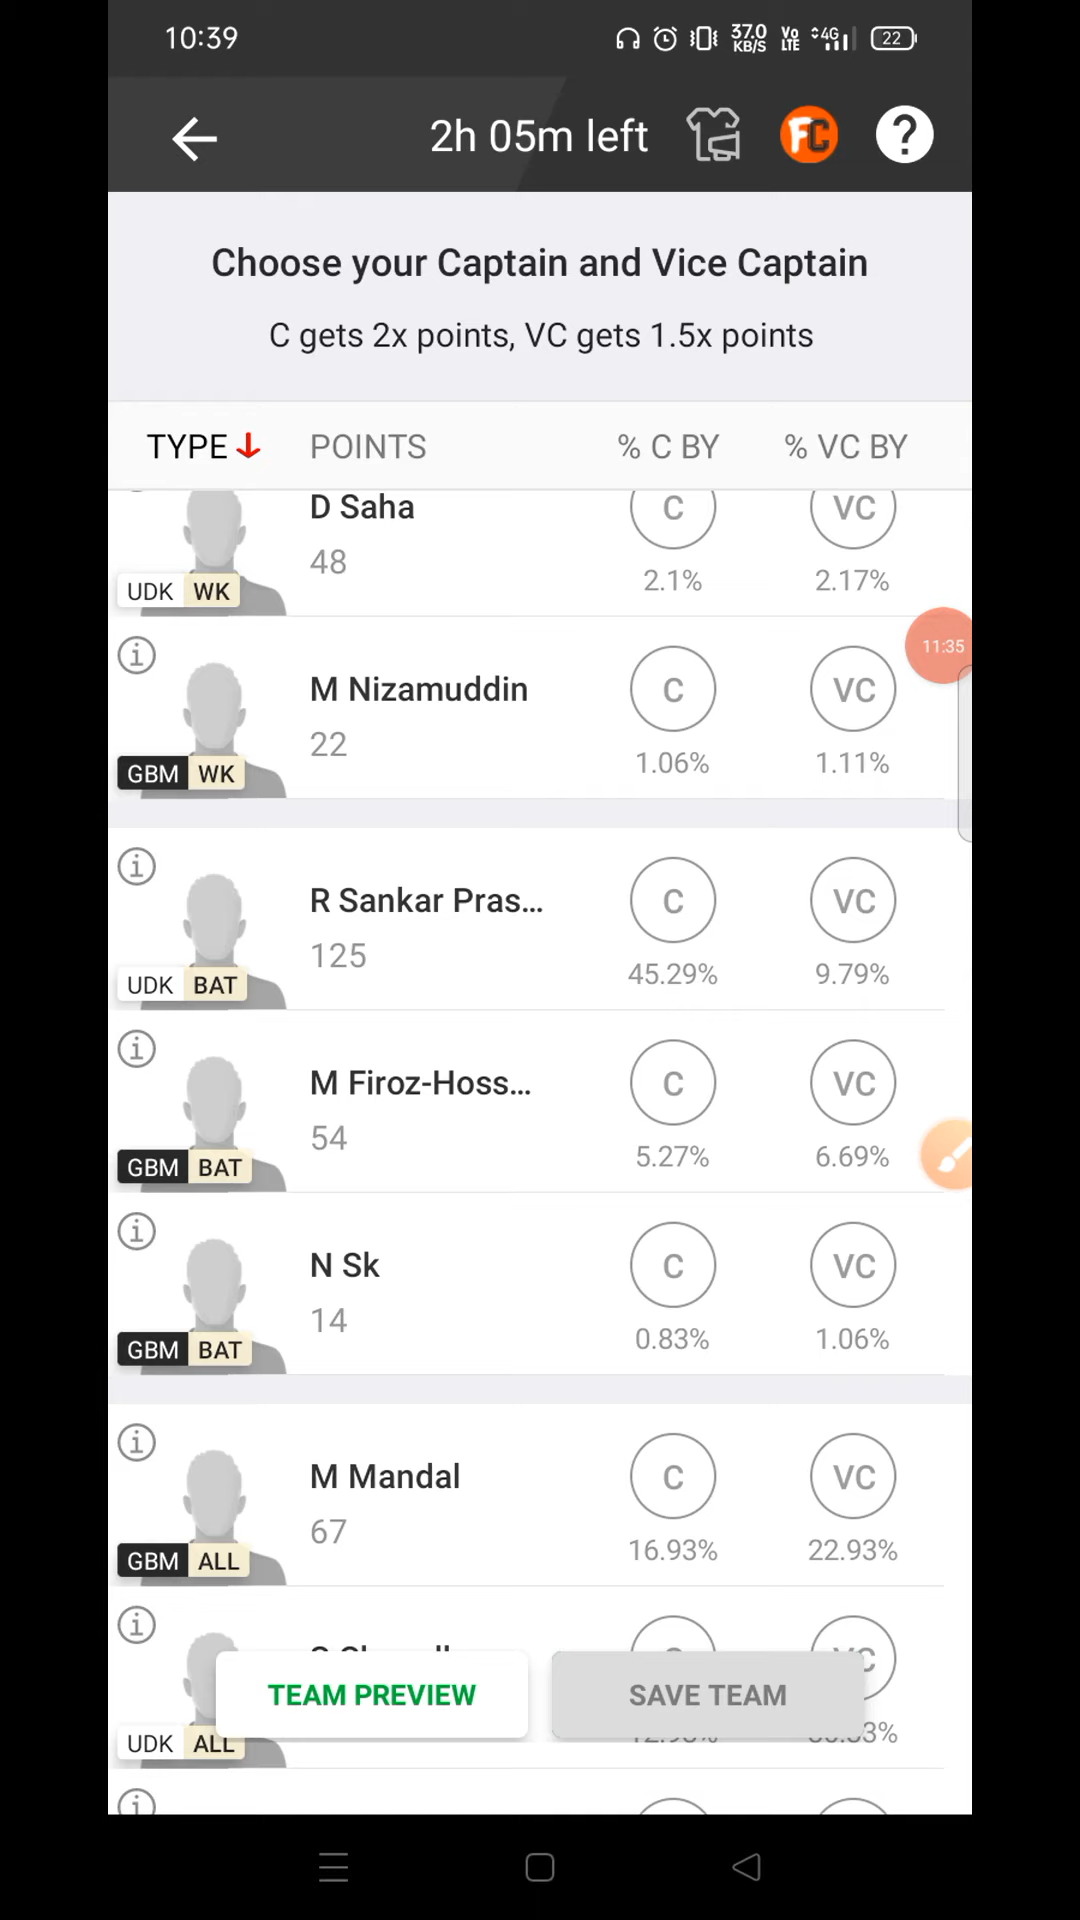 10:39
37.0 KB/S
Vo LTE
4G
22
2h 05m left
FC
?
Choose your Captain and Vice Captain
C gets 2x points, VC gets 1.5x points
TYPE
POINTS
% C BY
% VC BY
D Saha
C
VC
48
2.1%
2.17%
UDK WK
11:35
M Nizamuddin
C
VC
22
1.06%
1.11%
GBM WK
R Sankar Pras...
C
VC
125
45.29%
9.79%
UDK BAT
M Firoz-Hoss...
C
VC
54
5.27%
6.69%
GBM BAT
N Sk
C
VC
14
0.83%
1.06%
GBM BAT
M Mandal
C
VC
67
16.93%
22.93%
GBM ALL
TEAM PREVIEW
SAVE TEAM
UDK ALL